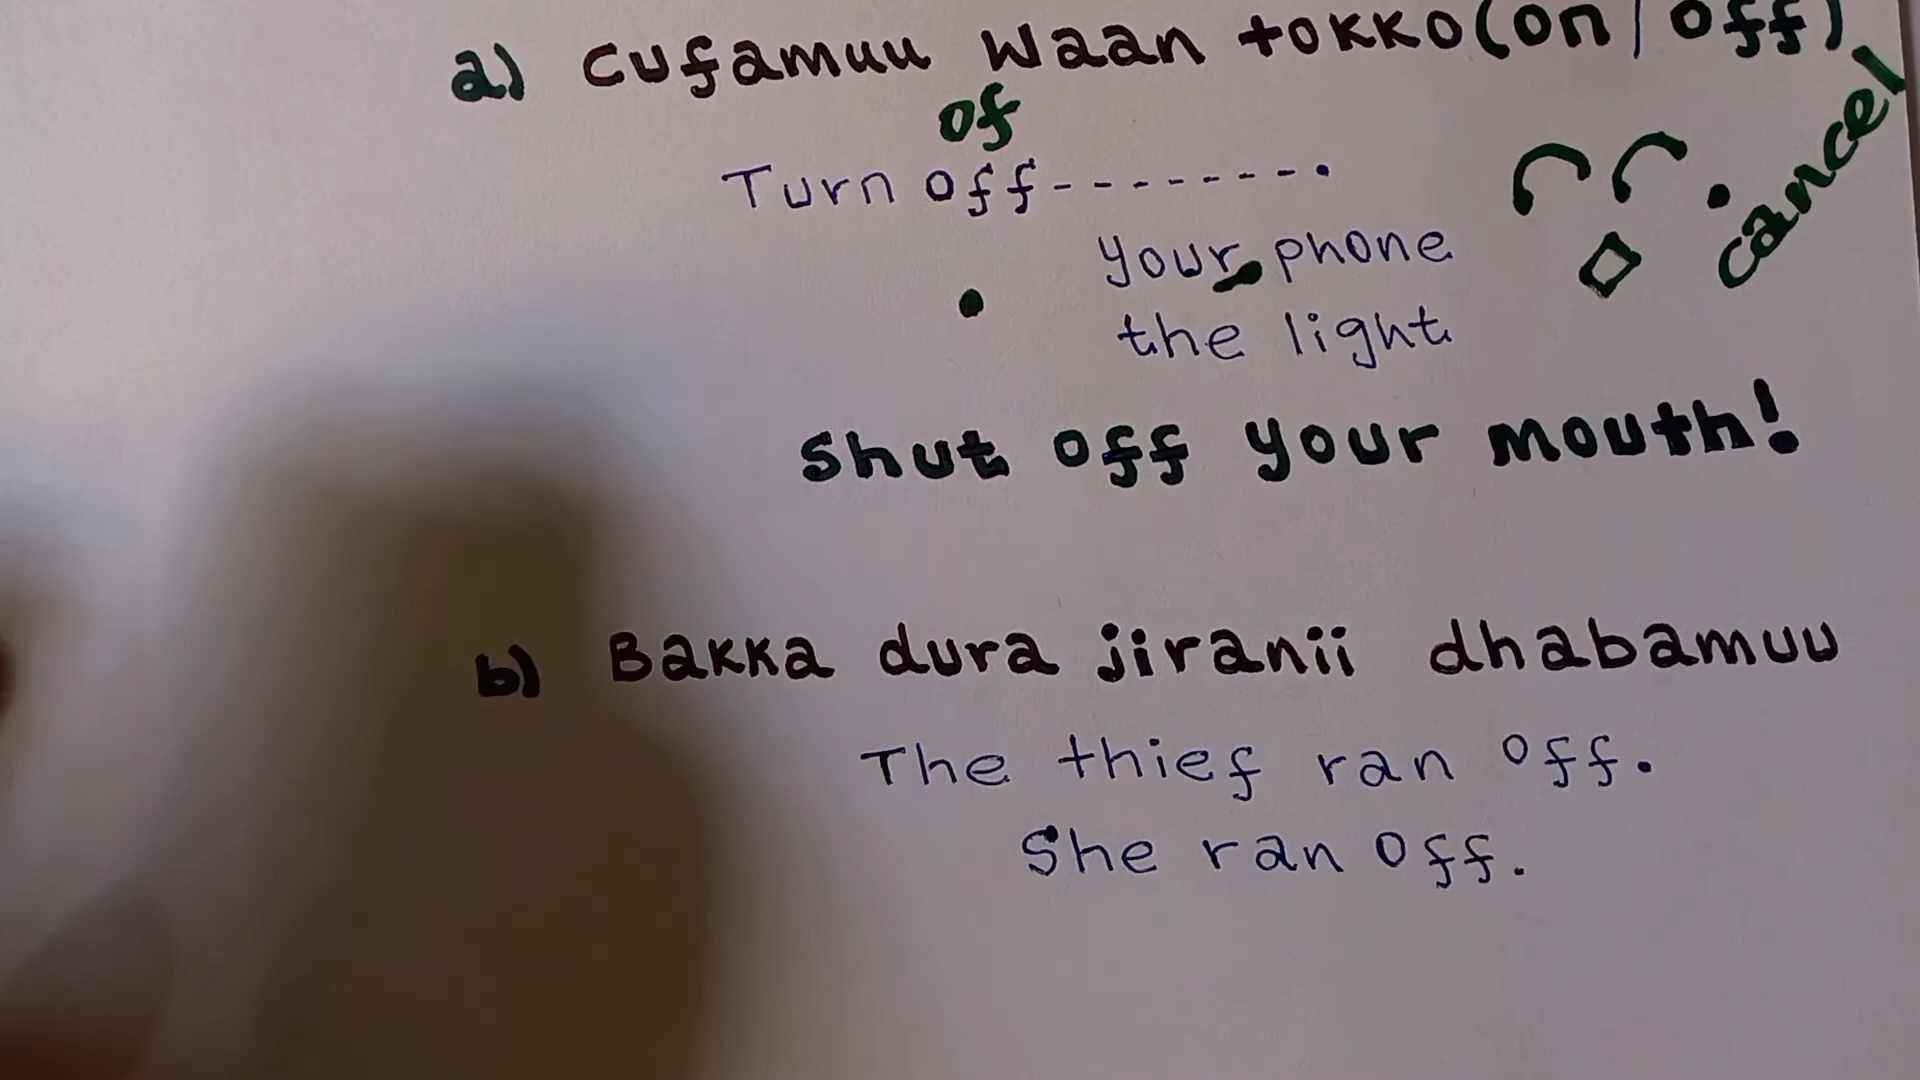 a) cufamuu waan tokko (on / off)
of
Turn off--------.
your phone
the light
cancel
shut off your mouth!
b) Bakka dura jiranii dhabamuu
The thief ran off.
She ran off.